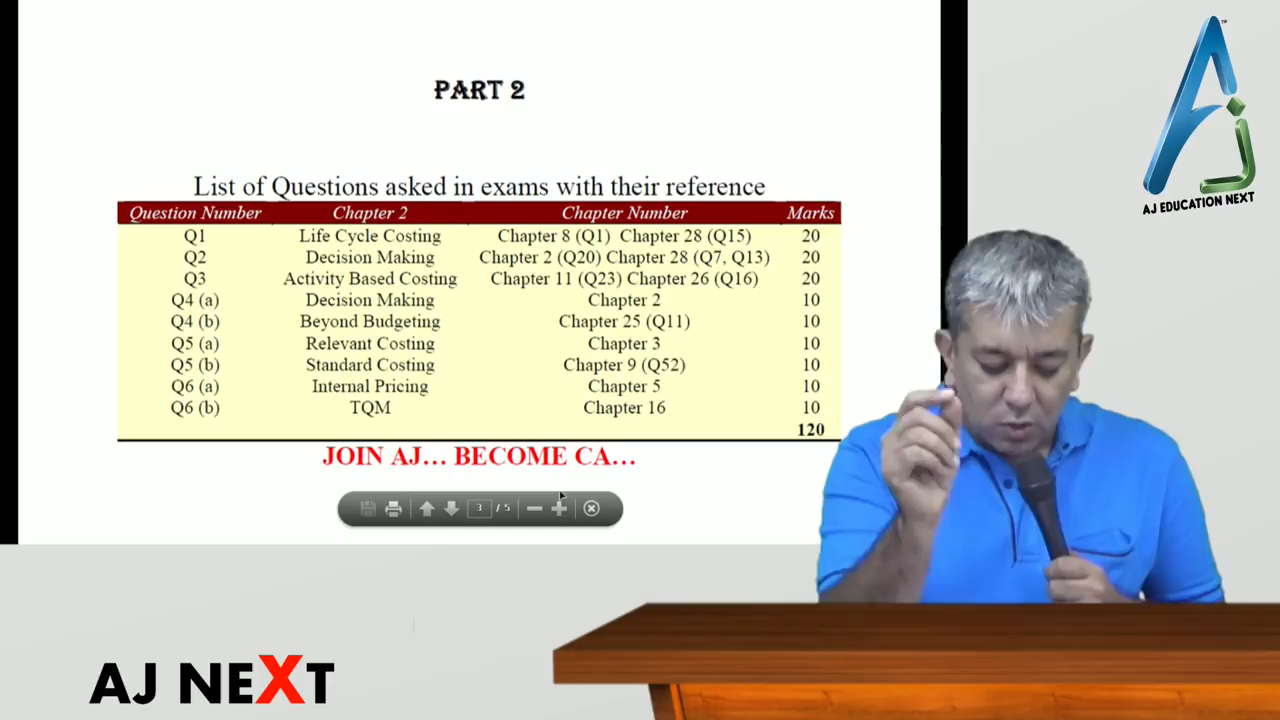 PART 2
List of Questions asked in exams with their reference
Question Number Chapter 2 Chapter Number Marks
Q1 Life Cycle Costing Chapter 8 (Q1) Chapter 28 (Q15) 20
Q2 Decision Making Chapter 2 (Q20) Chapter 28 (Q7, Q13) 20
Q3 Activity Based Costing Chapter 11 (Q23) Chapter 26 (Q16) 20
Q4 (a) Decision Making Chapter 2 10
Q4 (b) Beyond Budgeting Chapter 25 (Q11) 10
Q5 (a) Relevant Costing Chapter 3 10
Q5 (b) Standard Costing Chapter 9 (Q52) 10
Q6 (a) Internal Pricing Chapter 5 10
Q6 (b) TQM Chapter 16 10
120
JOIN AJ... BECOME CA...
3 / 5
AJ ™
AJ EDUCATION NEXT
AJ NEXT